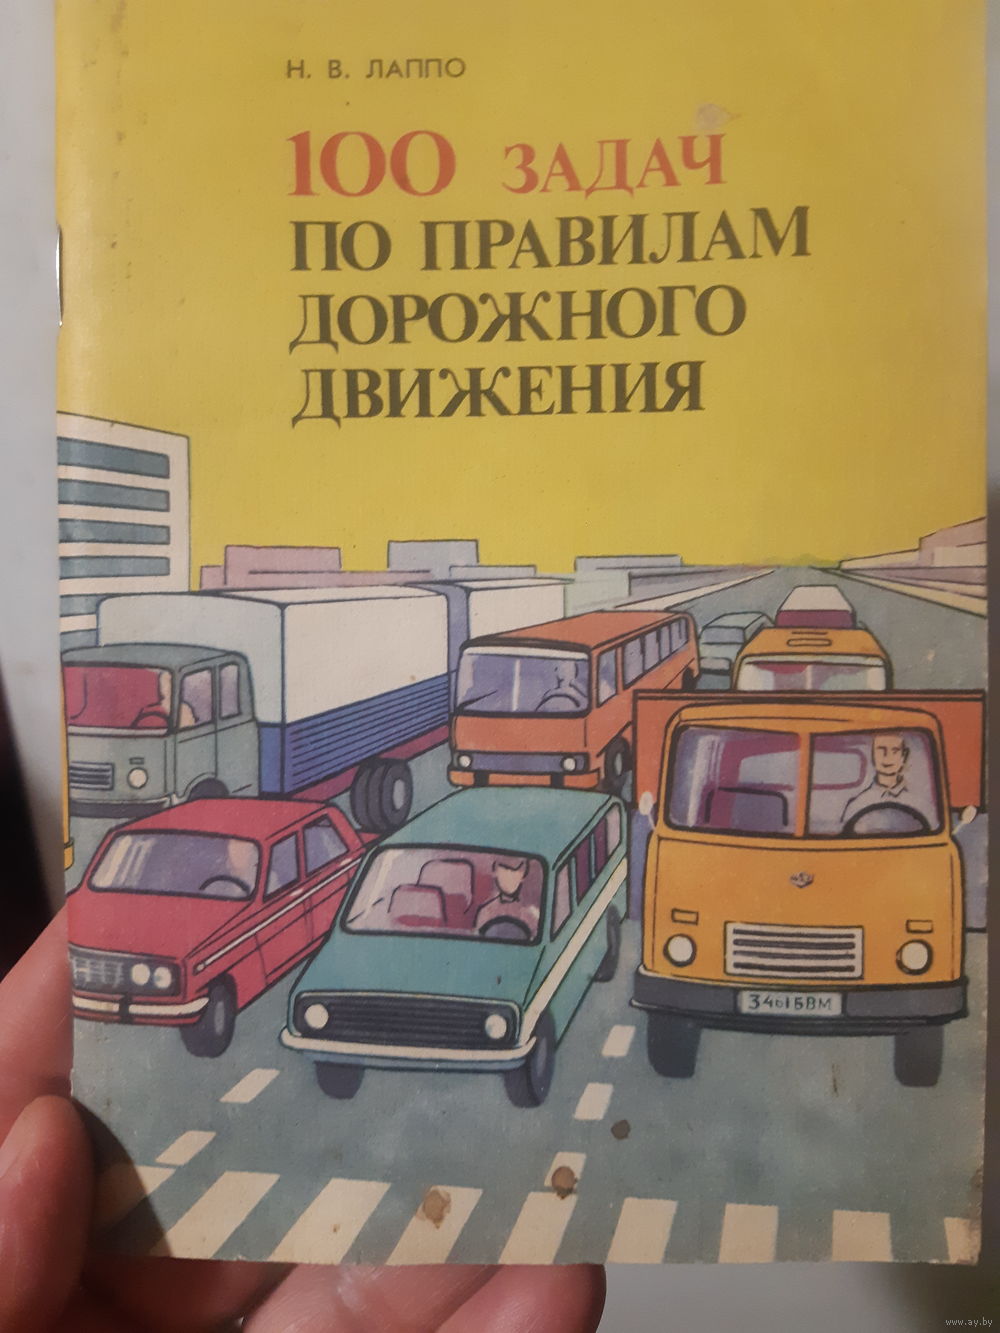 Н. В. ЛАППО
100 ЗАДАЧ
ПО ПРАВИЛАМ
ДОРОЖНОГО
ДВИЖЕНИЯ
www.ay.by